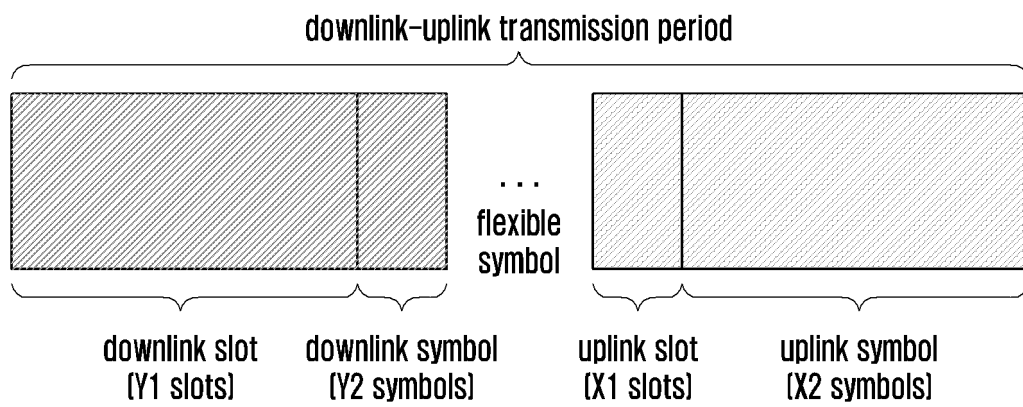 downlink-uplink transmission period
...
flexible
symbol
downlink slot
(Y1 slots)
downlink symbol
(Y2 symbols)
uplink slot
(X1 slots)
uplink symbol
(X2 symbols)